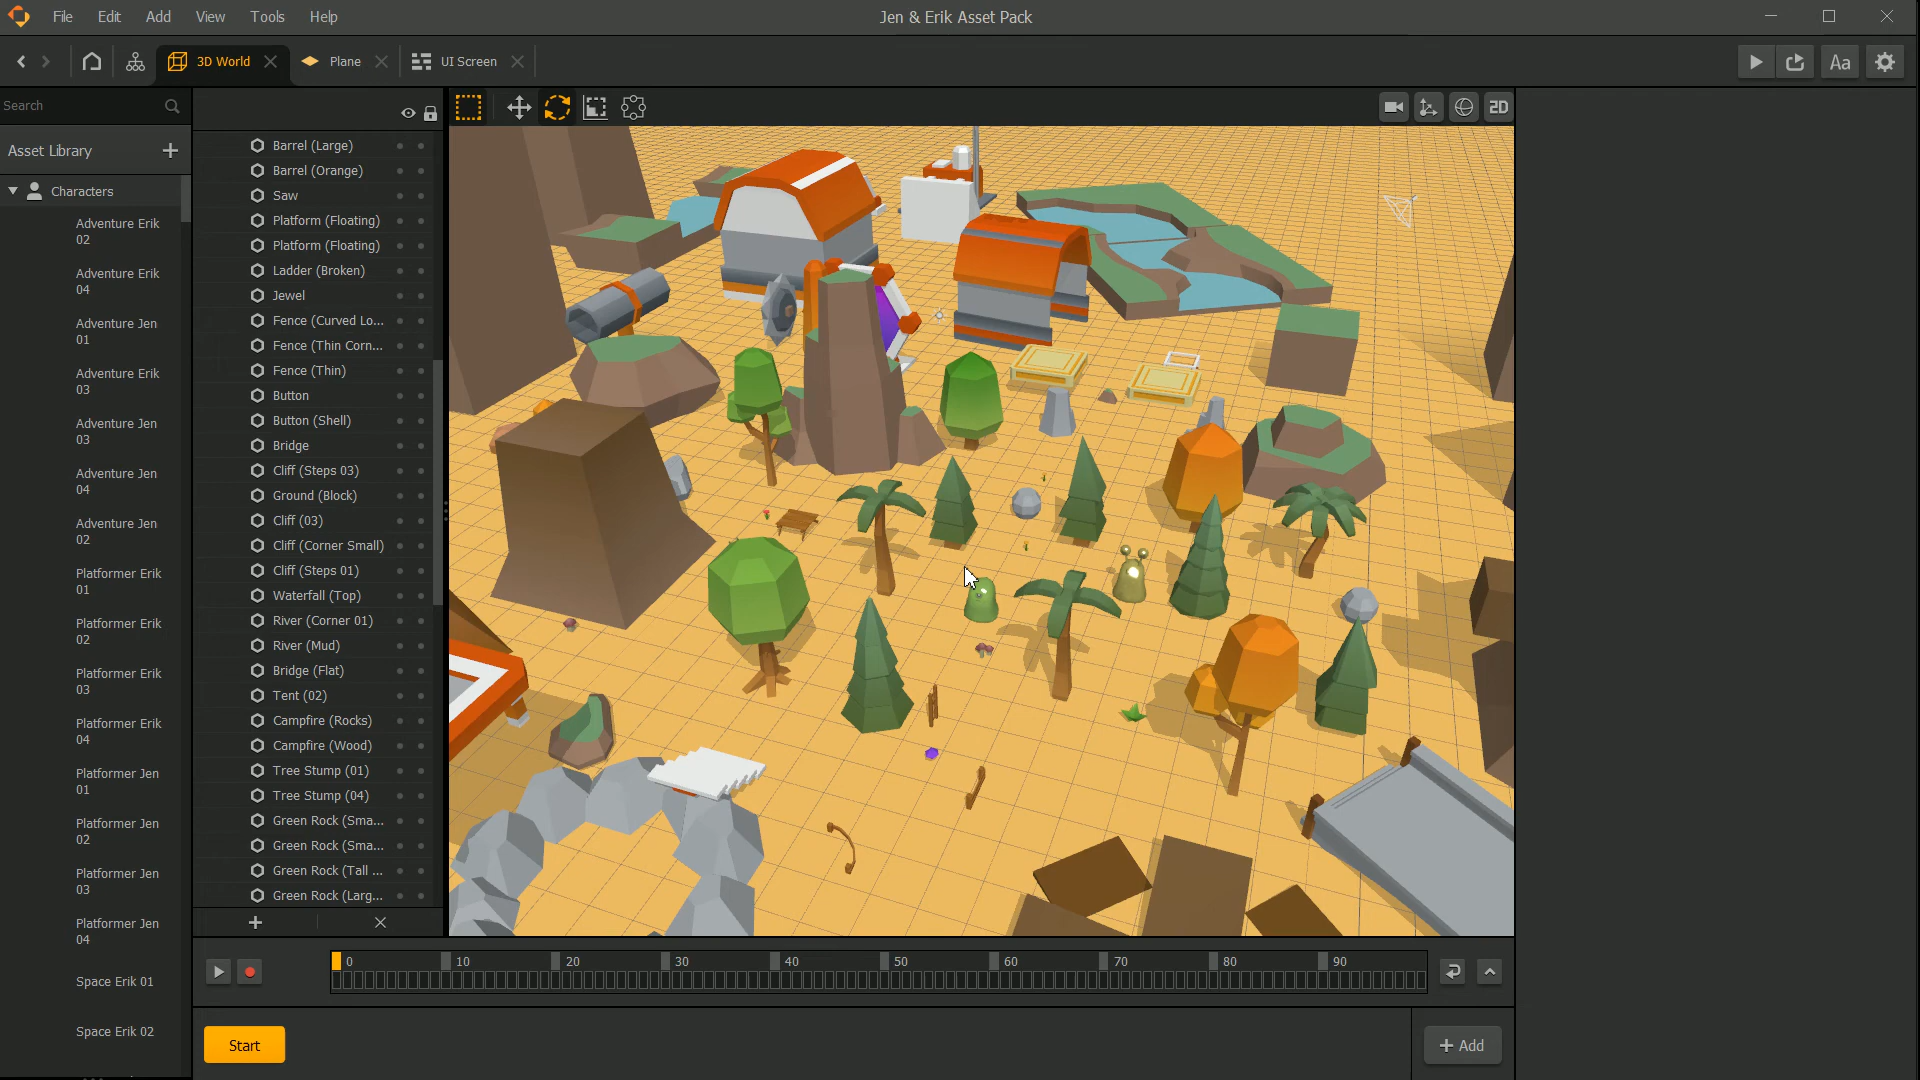 File Edit Add View Tools Help
Jen & Erik Asset Pack
3D World
Plane
UI Screen
Aa
Search
Asset Library
Characters
Adventure Erik
02
Adventure Erik
04
Adventure Jen
01
Adventure Erik
03
Adventure Jen
03
Adventure Jen
04
Adventure Jen
02
Platformer Erik
01
Platformer Erik
02
Platformer Erik
03
Platformer Erik
04
Platformer Jen
01
Platformer Jen
02
Platformer Jen
03
Platformer Jen
04
Space Erik 01
Space Erik 02
Barrel (Large)
Barrel (Orange)
Saw
Platform (Floating)
Platform (Floating)
Ladder (Broken)
Jewel
Fence (Curved Lo...
Fence (Thin Corn...
Fence (Thin)
Button
Button (Shell)
Bridge
Cliff (Steps 03)
Ground (Block)
Cliff (03)
Cliff (Corner Small)
Cliff (Steps 01)
Waterfall (Top)
River (Corner 01)
River (Mud)
Bridge (Flat)
Tent (02)
Campfire (Rocks)
Campfire (Wood)
Tree Stump (01)
Tree Stump (04)
Green Rock (Sma...
Green Rock (Sma...
Green Rock (Tall ...
Green Rock (Larg...
2D
0 10 20 30 40 50 60 70 80 90
Start
Add